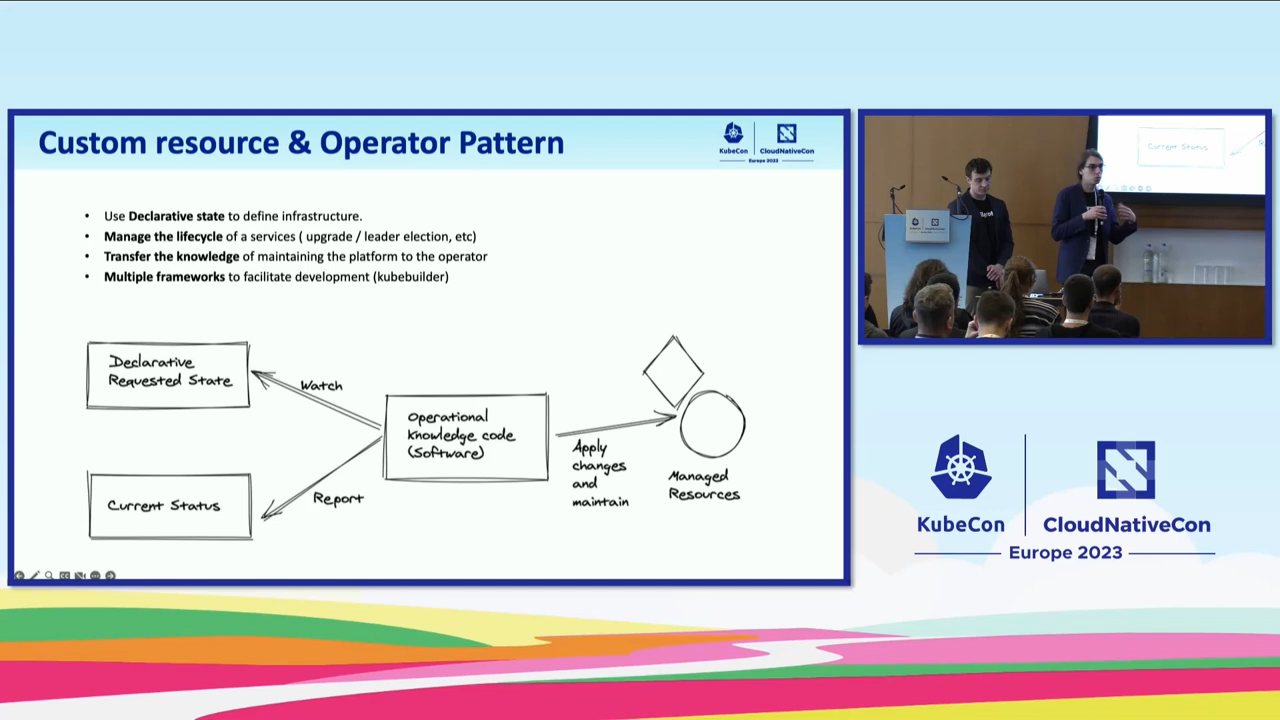 Custom resource & Operator Pattern
KubeCon
CloudNativeCon
Europe 2023
• Use Declarative state to define infrastructure.
• Manage the lifecycle of a services ( upgrade / leader election, etc)
• Transfer the knowledge of maintaining the platform to the operator
• Multiple frameworks to facilitate development (kubebuilder)
Declarative
Requested State
Watch
Operational
Knowledge code
(Software)
Apply
changes
and
maintain
Managed
Resources
Current Status
Report
Current Status
KubeCon
CloudNativeCon
Europe 2023